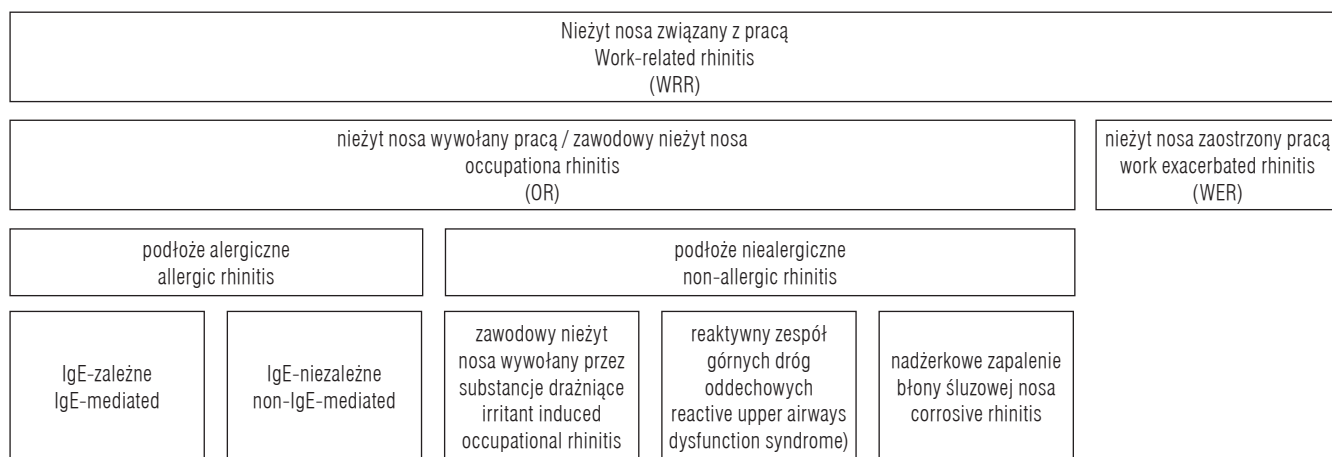 Nieżyt nosa związany z pracą
Work-related rhinitis
(WRR)
nieżyt nosa wywołany pracą / zawodowy nieżyt nosa
occupationa rhinitis
(OR)
nieżyt nosa zaostrzony pracą
work exacerbated rhinitis
(WER)
podłoże alergiczne
allergic rhinitis
podłoże niealergiczne
non-allergic rhinitis
IgE-zależne
IgE-mediated
IgE-niezależne
non-IgE-mediated
zawodowy nieżyt
nosa wywołany przez
substancje drażniące
irritant induced
occupational rhinitis
reaktywny zespół
górnych dróg
oddechowych
reactive upper airways
dysfunction syndrome)
nadżerkowe zapalenie
błony śluzowej nosa
corrosive rhinitis